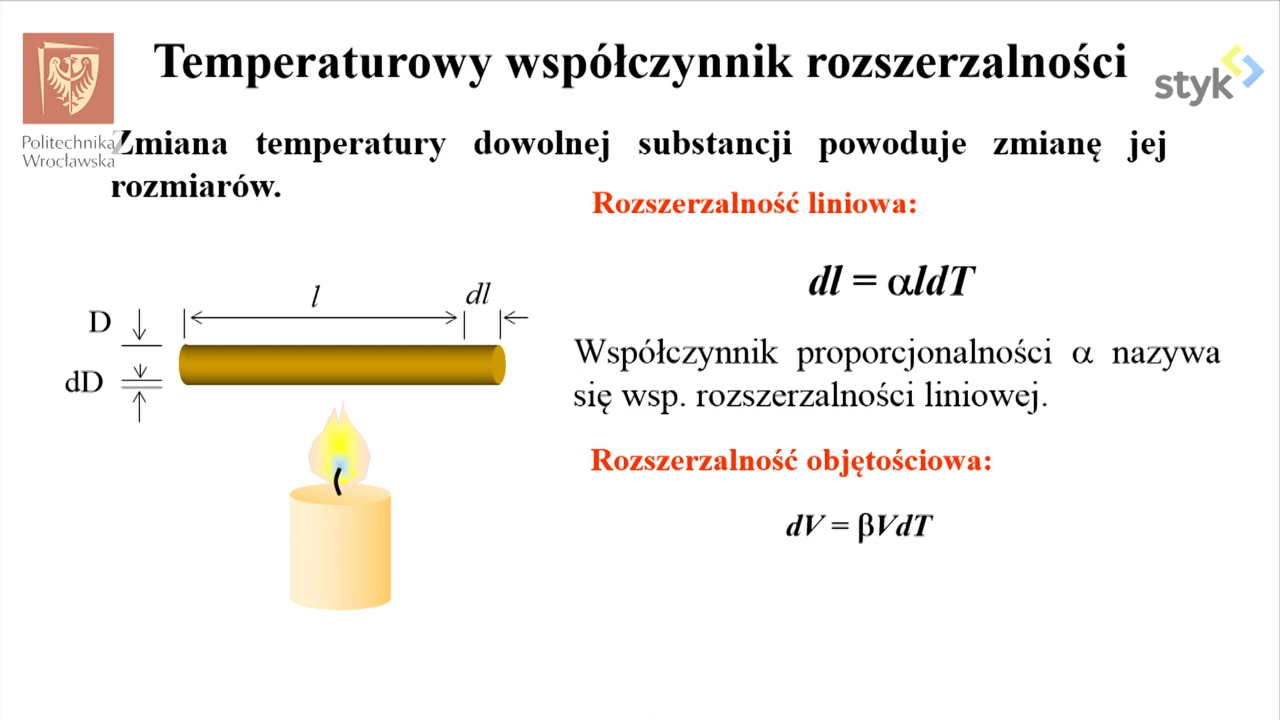 Temperaturowy współczynnik rozszerzalności
styk
Politechnika
Wrocławska
Zmiana temperatury dowolnej substancji powoduje zmianę jej
rozmiarów.
Rozszerzalność liniowa:
dl = αldT
l
dl
D
dD
Współczynnik proporcjonalności α nazywa
się wsp. rozszerzalności liniowej.
Rozszerzalność objętościowa:
dV = βVdT